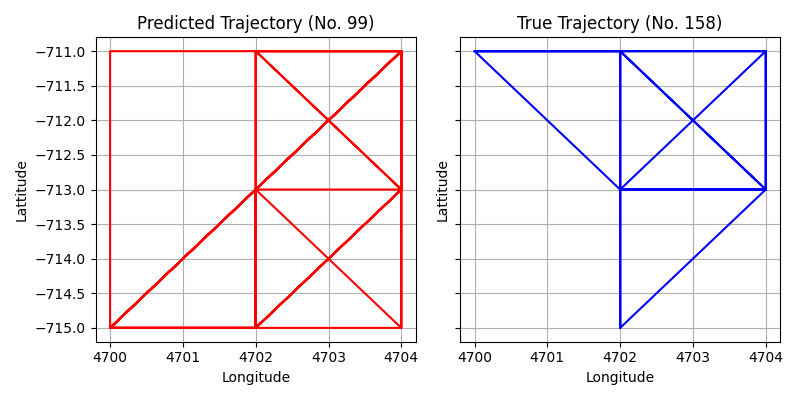 Predicted Trajectory (No. 99)
True Trajectory (No. 158)
Lattitude
−711.0
−711.5
−712.0
−712.5
−713.0
−713.5
−714.0
−714.5
−715.0
4700 4701 4702 4703 4704
Longitude
Lattitude
4700 4701 4702 4703 4704
Longitude